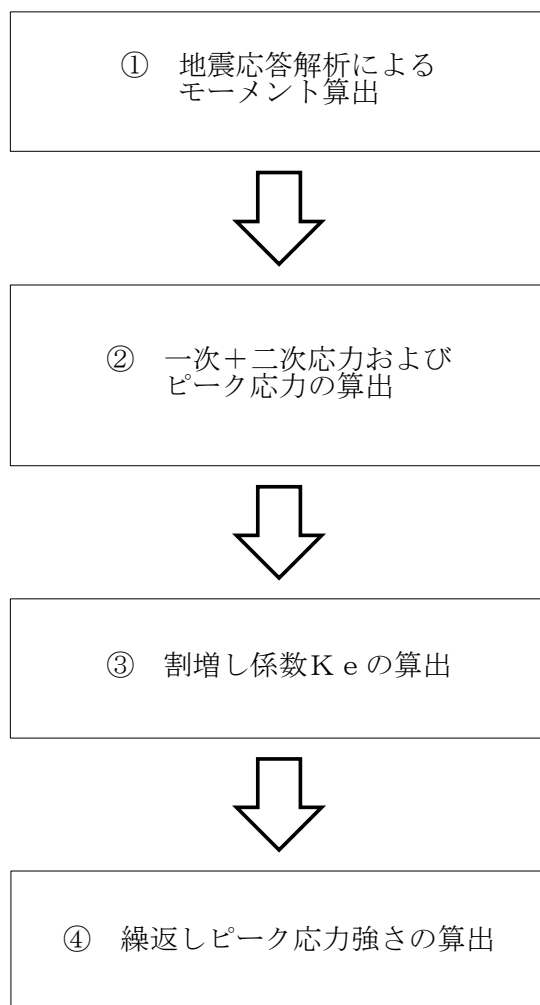 ① 地震応答解析による
モーメント算出
② 一次＋二次応力および
ピーク応力の算出
③ 割増し係数Ｋｅの算出
④ 繰返しピーク応力強さの算出